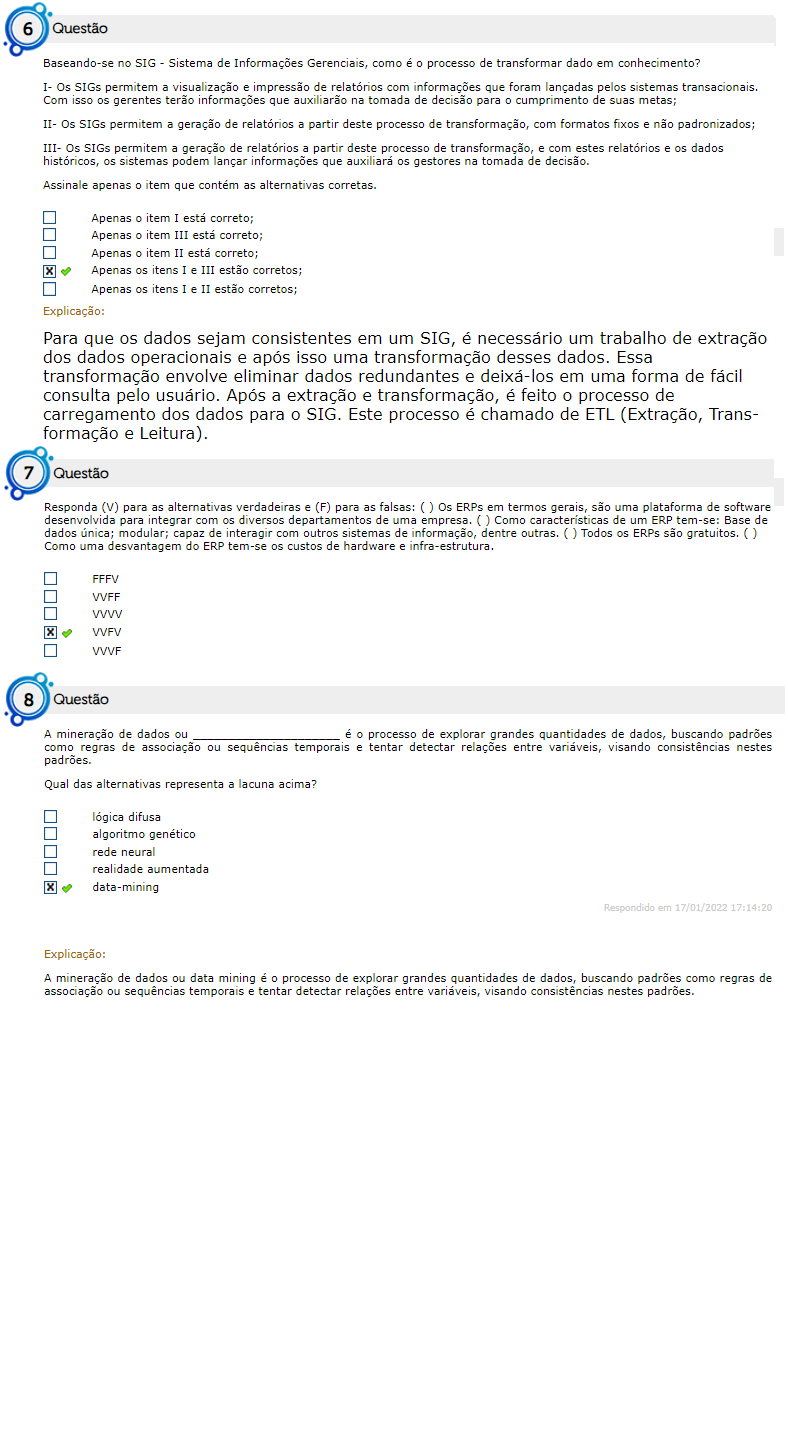 6 Questão
Baseando-se no SIG - Sistema de Informações Gerenciais, como é o processo de transformar dado em conhecimento?
I- Os SIGs permitem a visualização e impressão de relatórios com informações que foram lançadas pelos sistemas transacionais.
Com isso os gerentes terão informações que auxiliarão na tomada de decisão para o cumprimento de suas metas;
II- Os SIGs permitem a geração de relatórios a partir deste processo de transformação, com formatos fixos e não padronizados;
III- Os SIGs permitem a geração de relatórios a partir deste processo de transformação, e com estes relatórios e os dados
históricos, os sistemas podem lançar informações que auxiliará os gestores na tomada de decisão.
Assinale apenas o item que contém as alternativas corretas.
Apenas o item I está correto;
Apenas o item III está correto;
Apenas o item II está correto;
X Apenas os itens I e III estão corretos;
Apenas os itens I e II estão corretos;
Explicação:
Para que os dados sejam consistentes em um SIG, é necessário um trabalho de extração
dos dados operacionais e após isso uma transformação desses dados. Essa
transformação envolve eliminar dados redundantes e deixá-los em uma forma de fácil
consulta pelo usuário. Após a extração e transformação, é feito o processo de
carregamento dos dados para o SIG. Este processo é chamado de ETL (Extração, Trans-
formação e Leitura).
7 Questão
Responda (V) para as alternativas verdadeiras e (F) para as falsas: ( ) Os ERPs em termos gerais, são uma plataforma de software
desenvolvida para integrar com os diversos departamentos de uma empresa. ( ) Como características de um ERP tem-se: Base de
dados única; modular; capaz de interagir com outros sistemas de informação, dentre outras. ( ) Todos os ERPs são gratuitos. ( )
Como uma desvantagem do ERP tem-se os custos de hardware e infra-estrutura.
FFFV
VVFF
VVVV
X VVFV
VVVF
8 Questão
A mineração de dados ou _______________________ é o processo de explorar grandes quantidades de dados, buscando padrões
como regras de associação ou sequências temporais e tentar detectar relações entre variáveis, visando consistências nestes
padrões.
Qual das alternativas representa a lacuna acima?
lógica difusa
algoritmo genético
rede neural
realidade aumentada
X data-mining
Respondido em 17/01/2022 17:14:20
Explicação:
A mineração de dados ou data mining é o processo de explorar grandes quantidades de dados, buscando padrões como regras de
associação ou sequências temporais e tentar detectar relações entre variáveis, visando consistências nestes padrões.